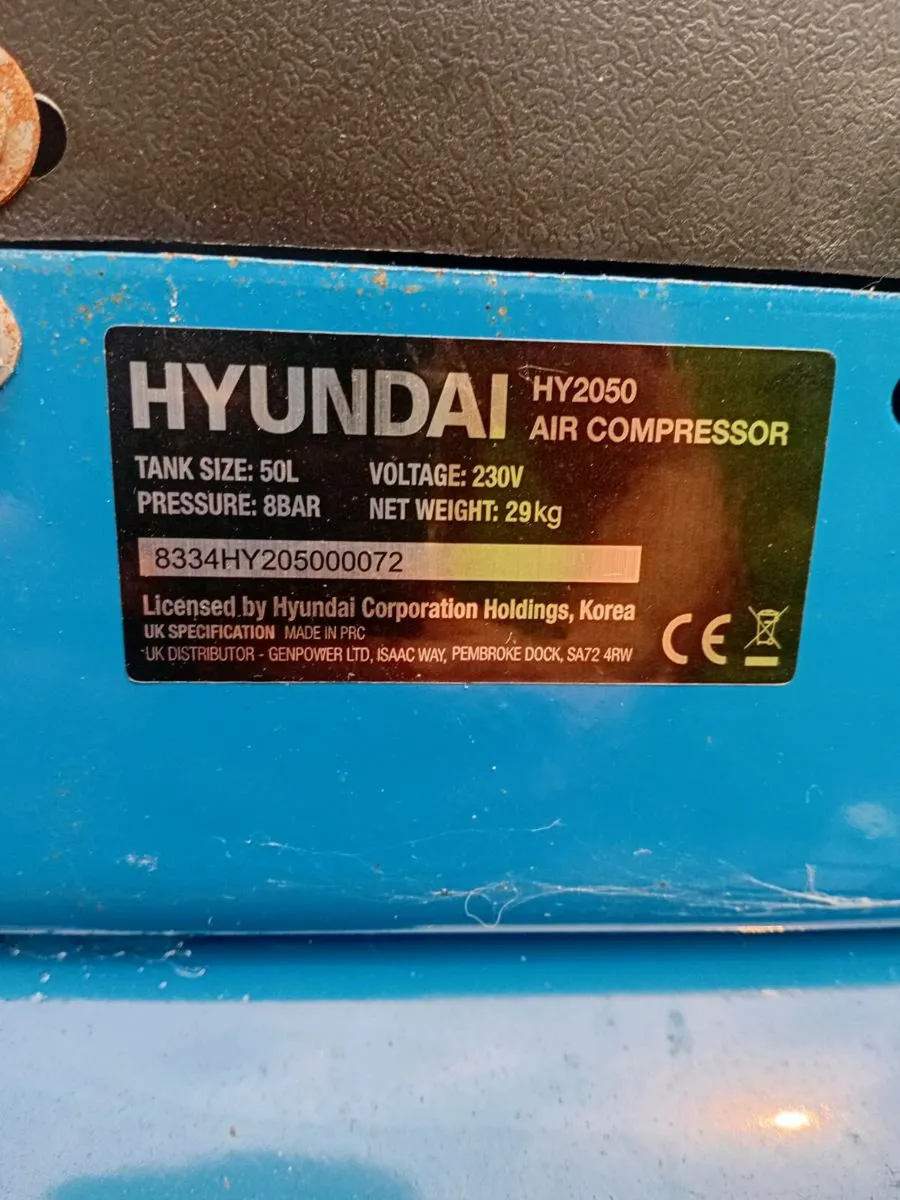 HYUNDAI
HY2050
AIR COMPRESSOR
TANK SIZE: 50L VOLTAGE: 230V
PRESSURE: 8BAR NET WEIGHT: 29kg
8334HY205000072
Licensed by Hyundai Corporation Holdings, Korea
UK SPECIFICATION MADE IN PRC
UK DISTRIBUTOR - GENPOWER LTD, ISAAC WAY, PEMBROKE DOCK, SA72 4RW
CE